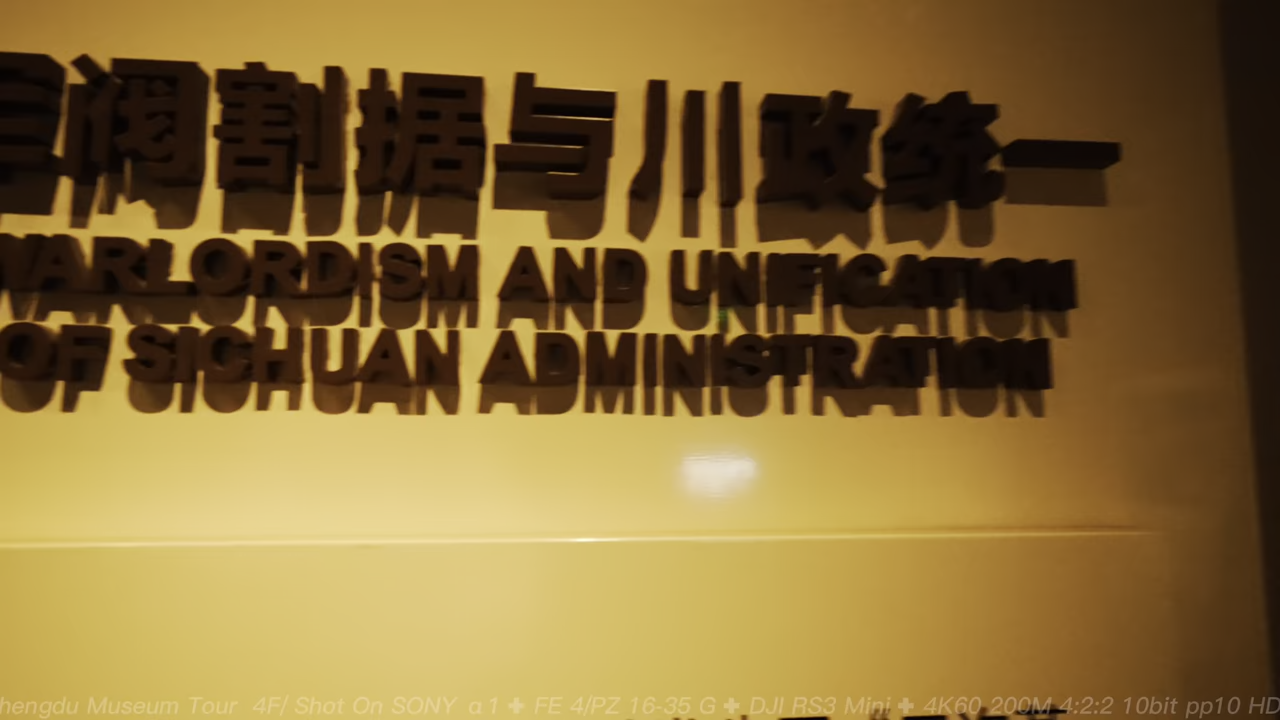 军阀割据与川政统一
WARLORDISM AND UNIFICATION
OF SICHUAN ADMINISTRATION
hengdu Museum Tour 4F/ Shot On SONY α1 ✚ FE 4/PZ 16-35 G ✚ DJI RS3 Mini ✚ 4K60 200M 4:2:2 10bit pp10 HD